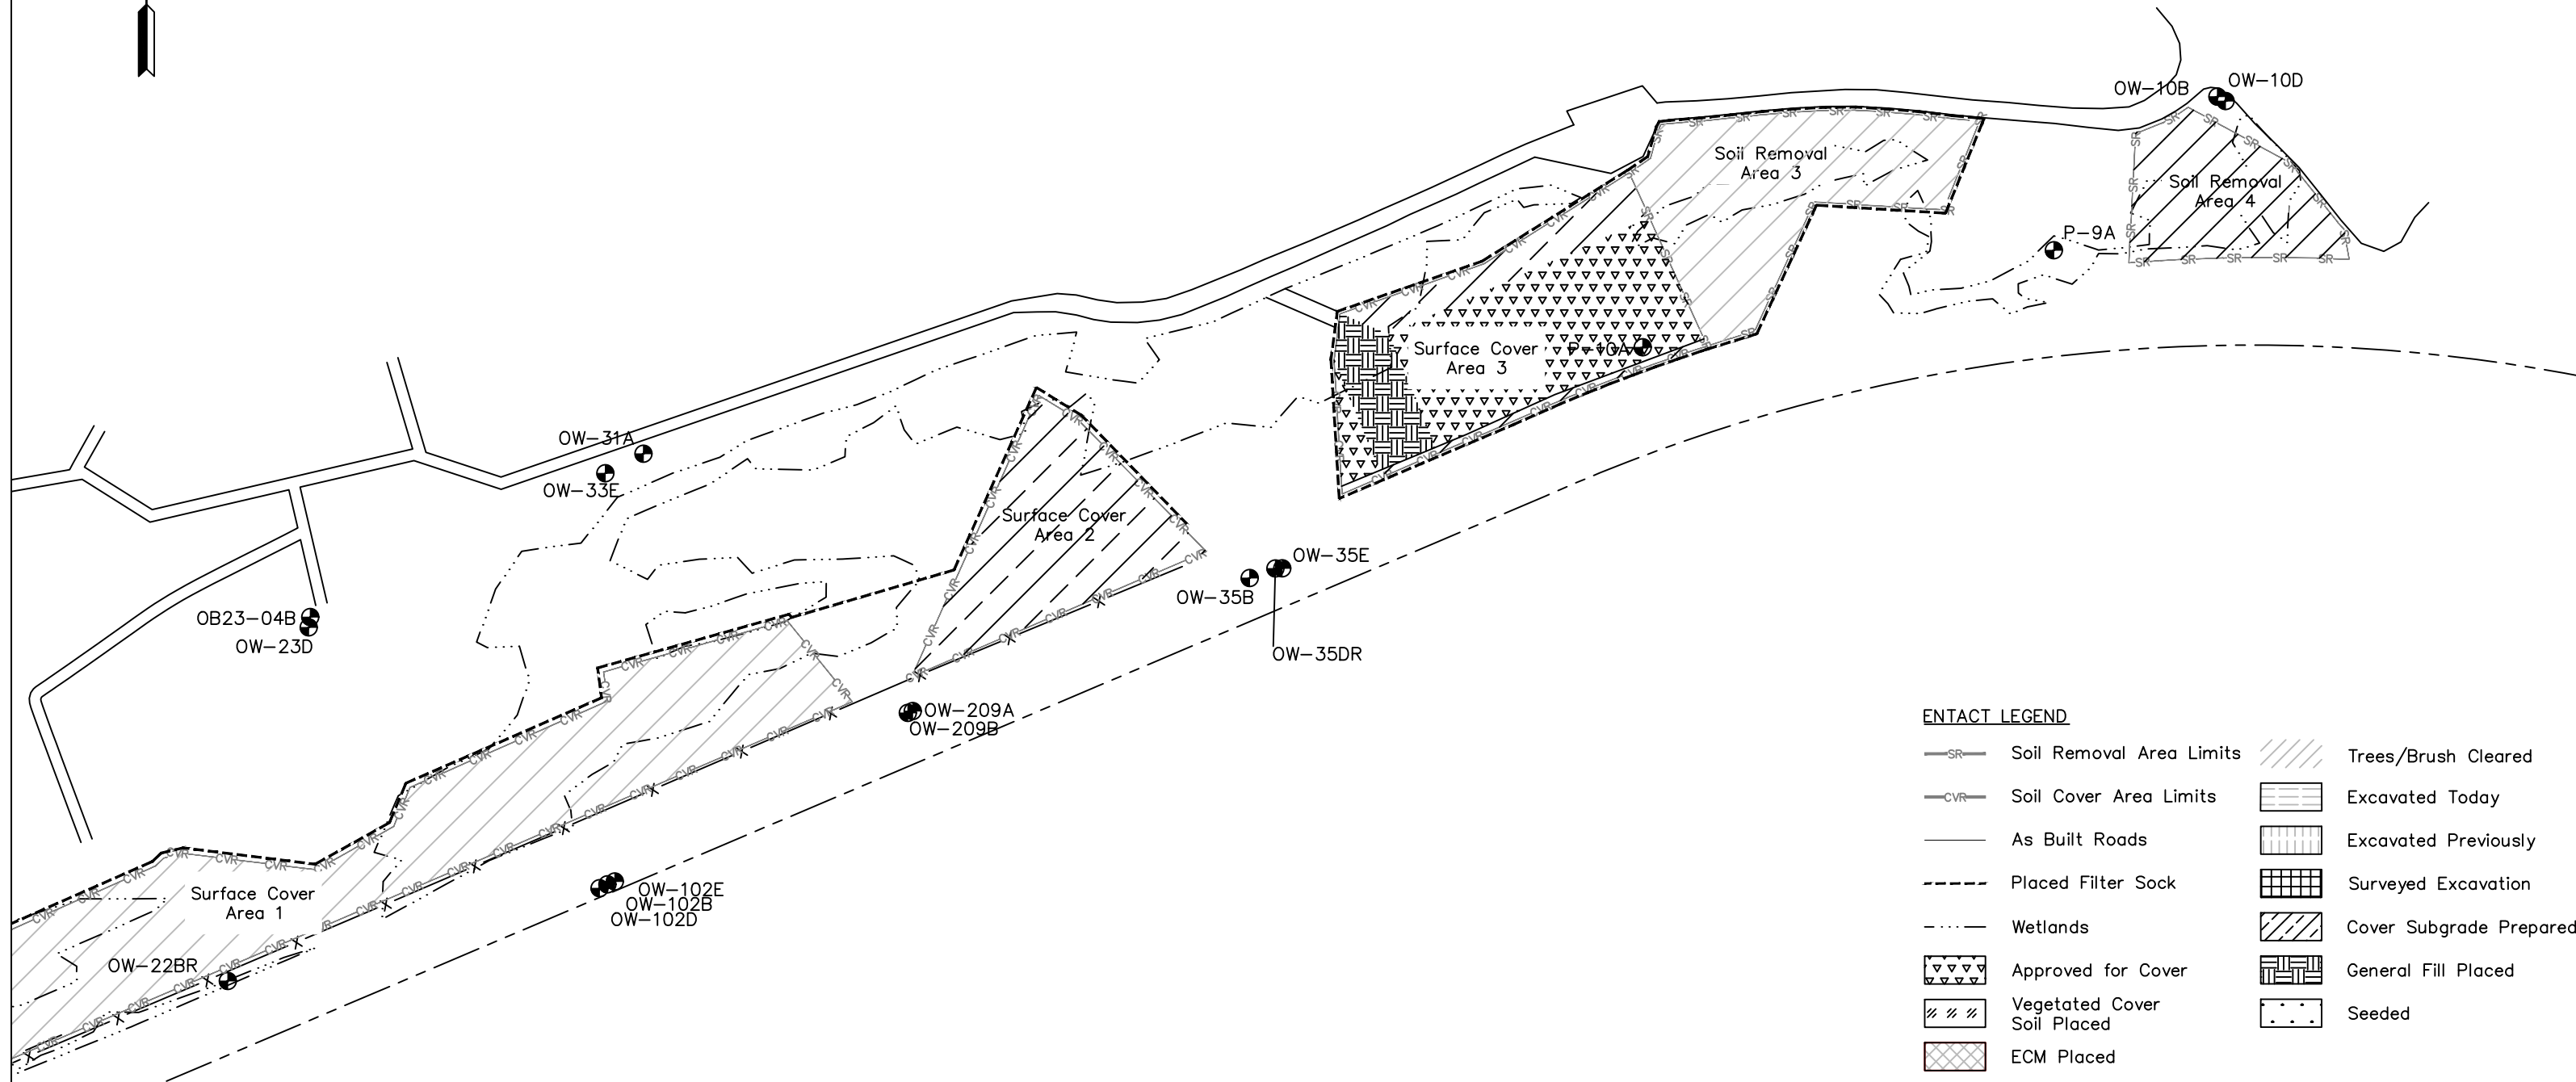 OW-10B
OW-10D
Soil Removal
Area 3
Soil Removal
Area 4
P-9A
Surface Cover
Area 3
P-10A
OW-31A
OW-33E
Surface Cover
Area 2
OW-35E
OW-35B
OW-35DR
OB23-04B
OW-23D
OW-209A
OW-209B
OW-102E
OW-102B
OW-102D
Surface Cover
Area 1
OW-22BR
ENTACT LEGEND
SR Soil Removal Area Limits
CVR Soil Cover Area Limits
As Built Roads
Placed Filter Sock
Wetlands
Approved for Cover
Vegetated Cover
Soil Placed
ECM Placed
Trees/Brush Cleared
Excavated Today
Excavated Previously
Surveyed Excavation
Cover Subgrade Prepared
General Fill Placed
Seeded